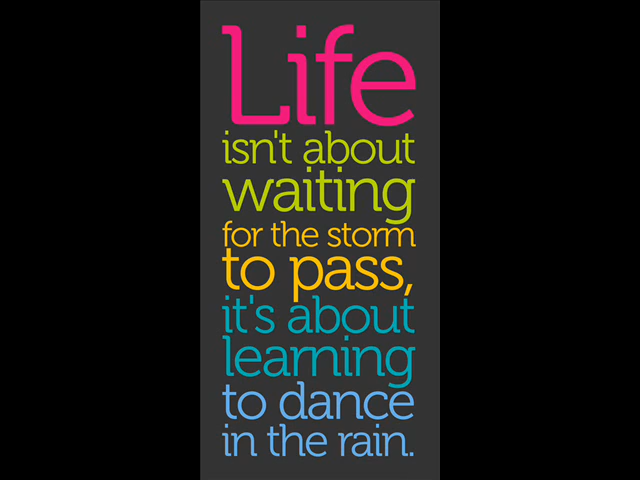 Life
isn't about
waiting
for the storm
to pass,
it's about
learning
to dance
in the rain.